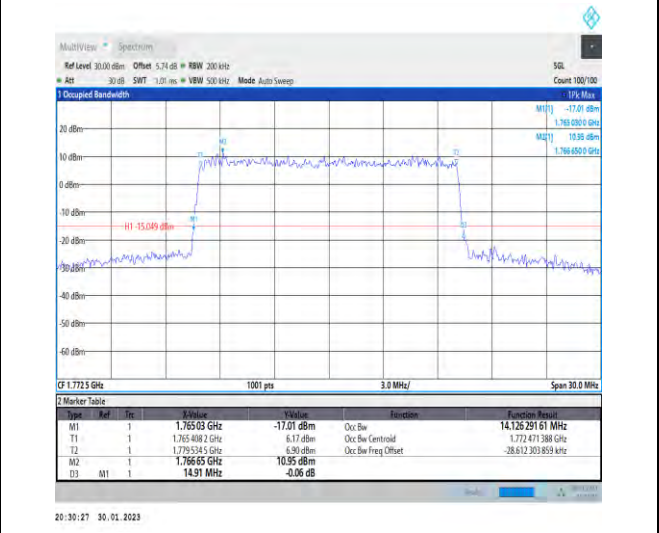 MultiView Spectrum
Ref Level 30.00 dBm Offset 5.74 dB RBW 200 kHz SGL
Att 30 dB SWT 1.01 ms VBW 500 kHz Mode Auto Sweep Count 100/100
1 Occupied Bandwidth 1Pk Max
M1[1] -17.01 dBm
1.765 030 0 GHz
M2[1] 10.95 dBm
1.766 650 0 GHz
20 dBm
M2
T1 T2
10 dBm
0 dBm
-10 dBm
M1
H1 -15.049 dBm
-20 dBm
-30 dBm
-40 dBm
-50 dBm
-60 dBm
CF 1.772 5 GHz 1001 pts 3.0 MHz/ Span 30.0 MHz
2 Marker Table
Type Ref Trc X-Value Y-Value Function Function Result
M1 1 1.765 03 GHz -17.01 dBm Occ Bw 14.126 291 61 MHz
T1 1 1.765 408 2 GHz 6.17 dBm Occ Bw Centroid 1.772 471 388 GHz
T2 1 1.779 534 5 GHz 6.90 dBm Occ Bw Freq Offset -28.612 303 859 kHz
M2 1 1.766 65 GHz 10.95 dBm
D3 M1 1 14.91 MHz -0.06 dB
20:30:27 30.01.2023